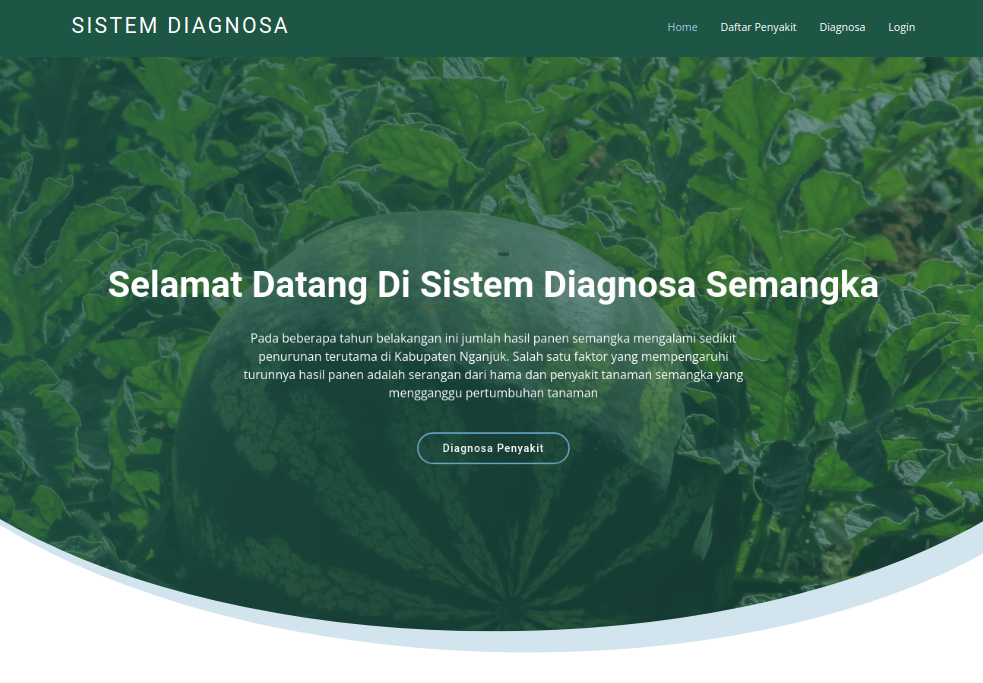 SISTEM DIAGNOSA
Home Daftar Penyakit Diagnosa Login
Selamat Datang Di Sistem Diagnosa Semangka
Pada beberapa tahun belakangan ini jumlah hasil panen semangka mengalami sedikit
penurunan terutama di Kabupaten Nganjuk. Salah satu faktor yang mempengaruhi
turunnya hasil panen adalah serangan dari hama dan penyakit tanaman semangka yang
mengganggu pertumbuhan tanaman
Diagnosa Penyakit